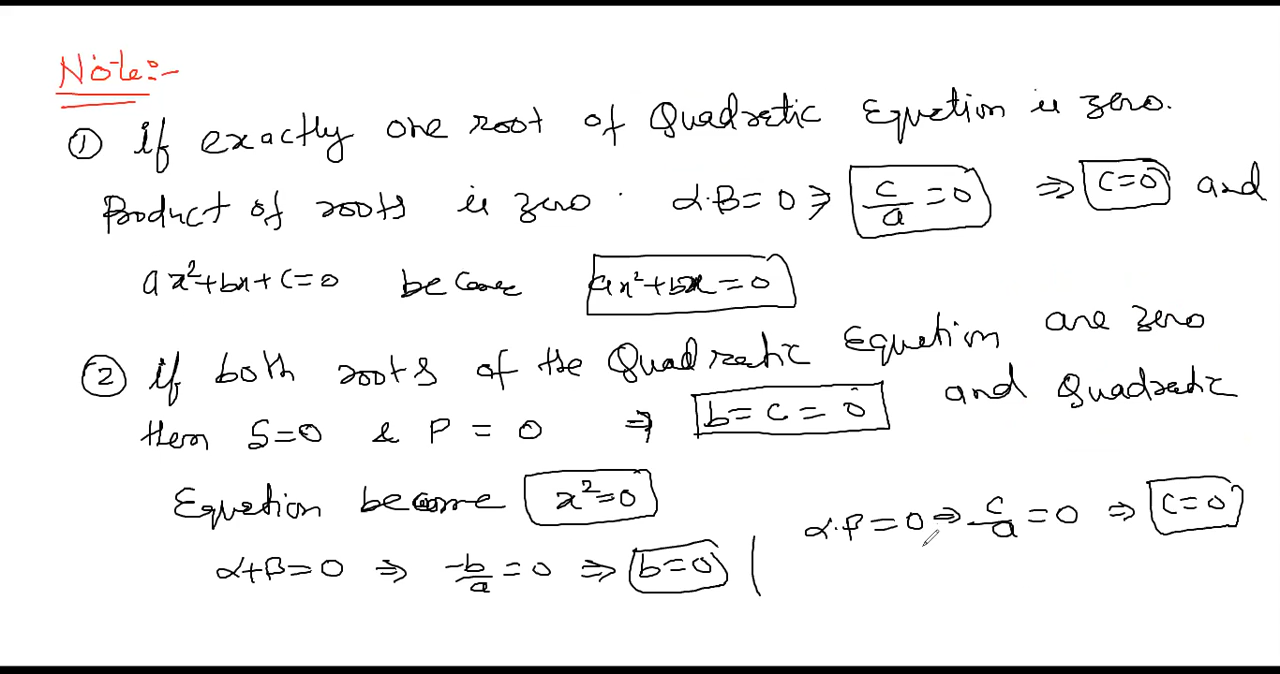 Note:-
① if exactly one root of Quadratic Equation is zero.
Product of roots is zero. α.β=0 ⇒ c/a=0 ⇒ c=0 and
ax²+bx+c=0 become ax²+bx=0
② if both roots of the Quadratic Equation are zero
then S=0 & P=0 ⇒ b=c=0 and Quadratic
Equation become x²=0
α+β=0 ⇒ -b/a=0 ⇒ b=0 | α.β=0 ⇒ c/a=0 ⇒ c=0